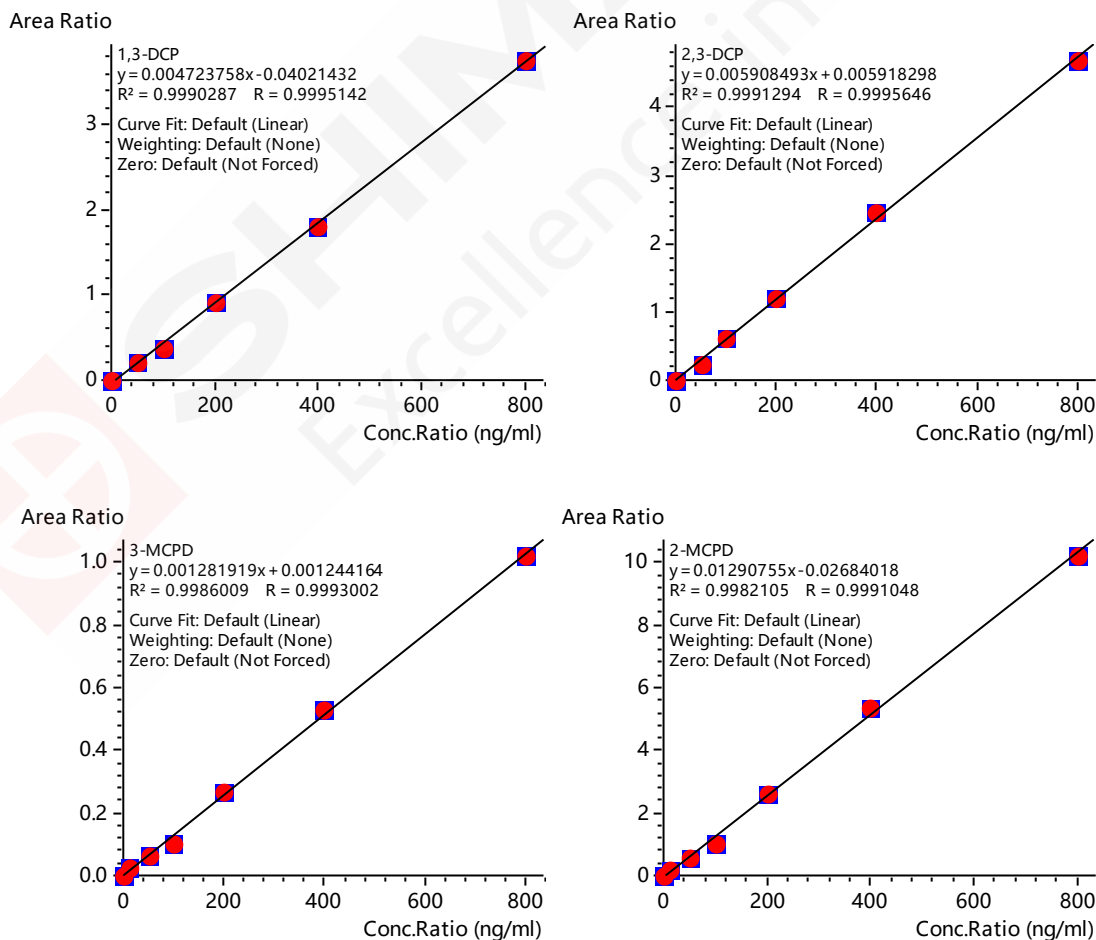 Area Ratio
1,3-DCP
y=0.004723758x-0.04021432
R² = 0.9990287 R = 0.9995142
Curve Fit: Default (Linear)
Weighting: Default (None)
Zero: Default (Not Forced)
3
2
1
0
0 200 400 600 800
Conc.Ratio (ng/ml)
Area Ratio
2,3-DCP
y=0.005908493x+0.005918298
R² = 0.9991294 R = 0.9995646
Curve Fit: Default (Linear)
Weighting: Default (None)
Zero: Default (Not Forced)
4
3
2
1
0
0 200 400 600 800
Conc.Ratio (ng/ml)
Area Ratio
3-MCPD
y=0.001281919x+0.001244164
R² = 0.9986009 R = 0.9993002
Curve Fit: Default (Linear)
Weighting: Default (None)
Zero: Default (Not Forced)
1.0
0.8
0.6
0.4
0.2
0.0
0 200 400 600 800
Conc.Ratio (ng/ml)
Area Ratio
2-MCPD
y=0.01290755x-0.02684018
R² = 0.9982105 R = 0.9991048
Curve Fit: Default (Linear)
Weighting: Default (None)
Zero: Default (Not Forced)
10
8
6
4
2
0
0 200 400 600 800
Conc.Ratio (ng/ml)
Excellence in